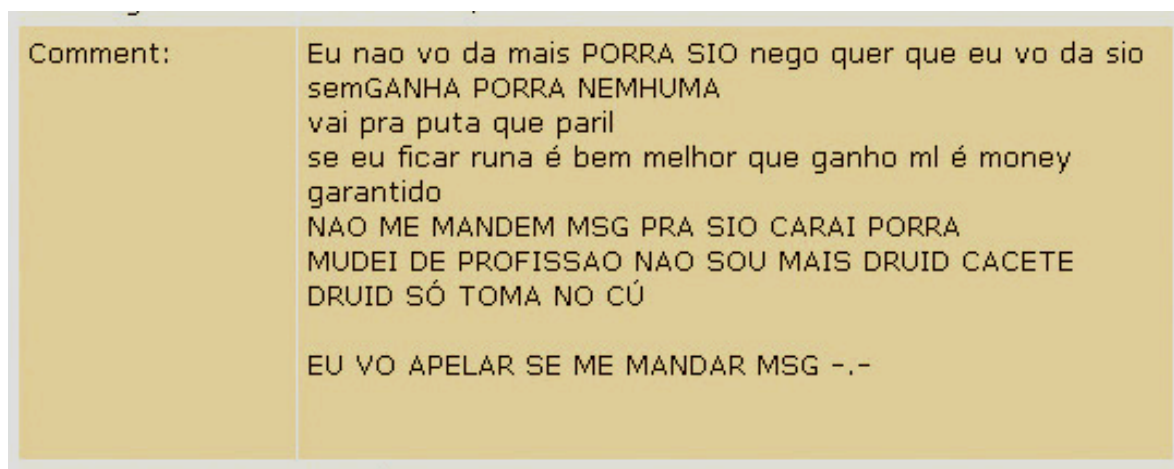 Comment:
Eu nao vo da mais PORRA SIO nego quer que eu vo da sio
semGANHA PORRA NEMHUMA
vai pra puta que paril
se eu ficar runa é bem melhor que ganho ml é money
garantido
NAO ME MANDEM MSG PRA SIO CARAI PORRA
MUDEI DE PROFISSAO NAO SOU MAIS DRUID CACETE
DRUID SÓ TOMA NO CÚ
EU VO APELAR SE ME MANDAR MSG -.-